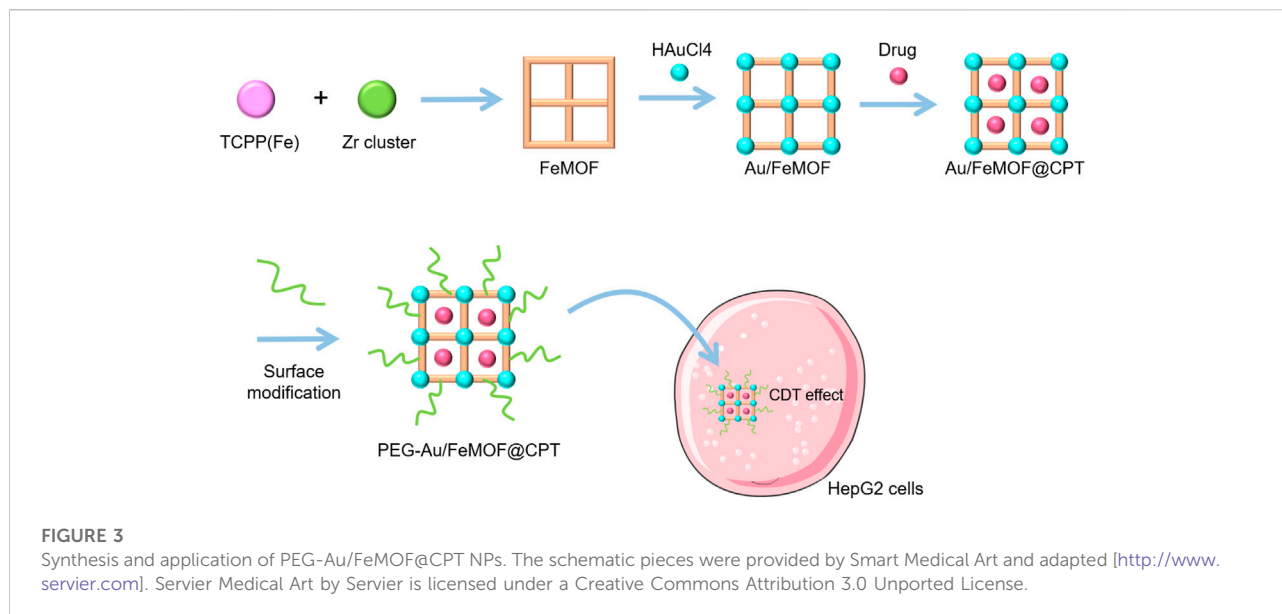 HAuCl4
Drug
+
TCPP(Fe)
Zr cluster
FeMOF
Au/FeMOF
Au/FeMOF@CPT
Surface
modification
PEG-Au/FeMOF@CPT
CDT effect
HepG2 cells
FIGURE 3
Synthesis and application of PEG-Au/FeMOF@CPT NPs. The schematic pieces were provided by Smart Medical Art and adapted [http://www.
servier.com]. Servier Medical Art by Servier is licensed under a Creative Commons Attribution 3.0 Unported License.